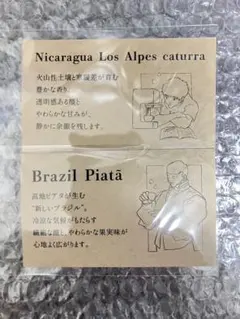 Nicaragua Los Alpes caturra
火山性土壌と寒暖差が育む
豊かな香り
透明感ある酸と
やわらかな甘みが、
静かに余韻を残します。
Brazil Piatã
高地ピアタが生む
“新しいブラジル”。
冷涼な気候がもたらす
繊細な酸と、やわらかな果実味が
心地よく広がります。